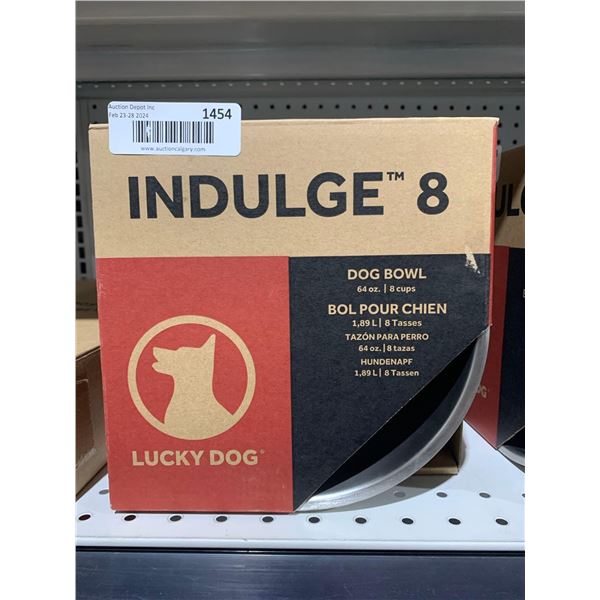 Auction Depot Inc
Feb 23-28 2024
1454
www.auctioncalgary.com
INDULGE™ 8
DOG BOWL
64 oz. | 8 cups
BOL POUR CHIEN
1,89 L | 8 Tasses
TAZÓN PARA PERRO
64 oz. | 8 tazas
HUNDENAPF
1,89 L | 8 Tassen
LUCKY DOG®